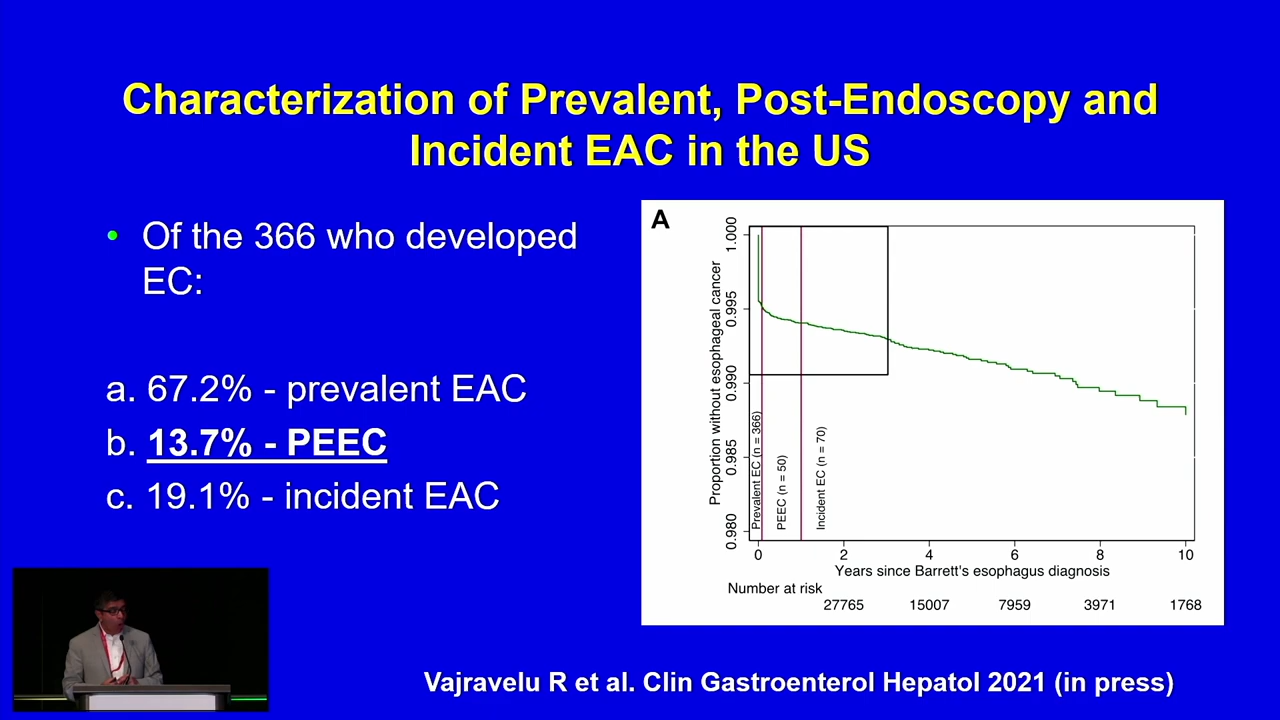 Characterization of Prevalent, Post-Endoscopy and
Incident EAC in the US
• Of the 366 who developed
EC:
a. 67.2% - prevalent EAC
b. 13.7% - PEEC
c. 19.1% - incident EAC
A
Proportion without esophageal cancer
1.000
0.995
0.990
0.985
0.980
Prevalent EC (n = 366)
PEEC (n = 50)
Incident EC (n = 70)
0 2 4 6 8 10
Years since Barrett's esophagus diagnosis
Number at risk
27765 15007 7959 3971 1768
Vajravelu R et al. Clin Gastroenterol Hepatol 2021 (in press)